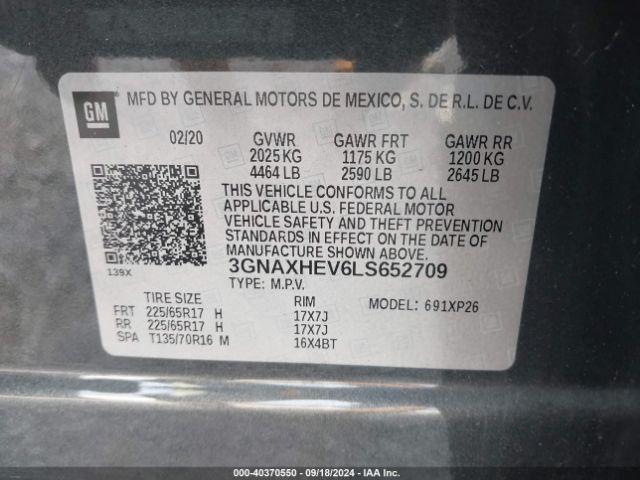 GM
MFD BY GENERAL MOTORS DE MEXICO, S. DE R.L. DE C.V.
02/20 GVWR GAWR FRT GAWR RR
2025 KG 1175 KG 1200 KG
4464 LB 2590 LB 2645 LB
THIS VEHICLE CONFORMS TO ALL
APPLICABLE U.S. FEDERAL MOTOR
VEHICLE SAFETY AND THEFT PREVENTION
STANDARDS IN EFFECT ON THE DATE OF
MANUFACTURE SHOWN ABOVE.
139X 3GNAXHEV6LS652709
TYPE: M.P.V.
TIRE SIZE RIM MODEL: 691XP26
FRT 225/65R17 H 17X7J
RR 225/65R17 H 17X7J
SPA T135/70R16 M 16X4BT
000-40370550 - 09/18/2024 - IAA Inc.